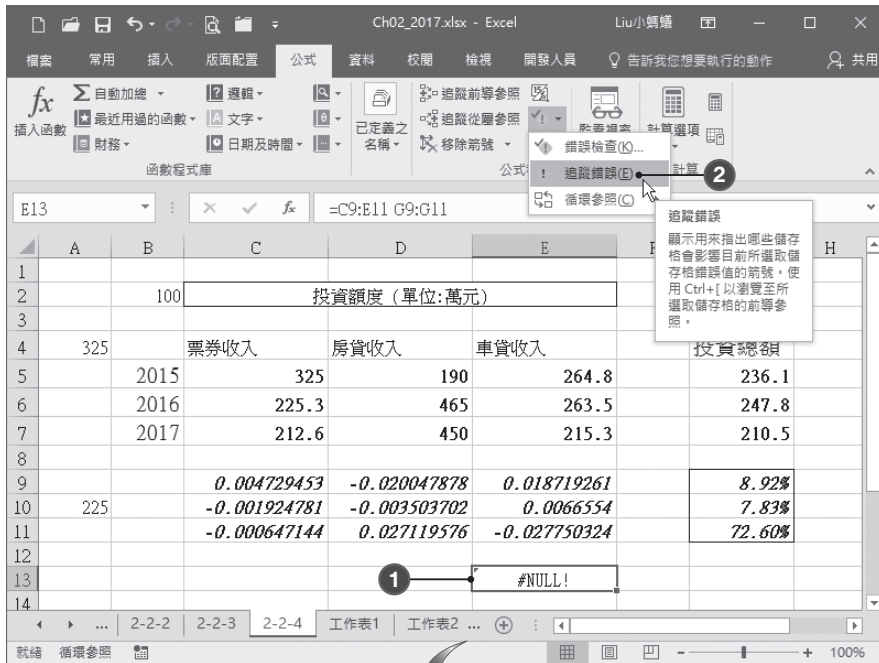 Ch02_2017.xlsx - Excel
Liu小螞蟻
檔案 常用 插入 版面配置 公式 資料 校閱 檢視 開發人員 告訴我您想要執行的動作 共用
fx
插入函數
Σ 自動加總
最近用過的函數
財務
? 邏輯
A 文字
日期及時間
函數程式庫
已定義之
名稱
追蹤前導參照
追蹤從屬參照
移除箭號
計算選項
公式
計算
錯誤檢查(K)...
! 追蹤錯誤(E)
循環參照(C)
2
追蹤錯誤
顯示用來指出哪些儲存
格會影響目前所選取儲
存格錯誤值的箭號。使
用 Ctrl+[ 以瀏覽至所
選取儲存格的前導參
照。
E13 fx =C9:E11 G9:G11
A B C D E H
1
2 100 投資額度 (單位:萬元)
3
4 325 票券收入 房貸收入 車貸收入 投資總額
5 2015 325 190 264.8 236.1
6 2016 225.3 465 263.5 247.8
7 2017 212.6 450 215.3 210.5
8
9 0.004729453 -0.020047878 0.018719261 8.92%
10 225 -0.001924781 -0.003503702 0.0066554 7.83%
11 -0.000647144 0.027119576 -0.027750324 72.60%
12
13 1 #NULL!
14
... 2-2-2 2-2-3 2-2-4 工作表1 工作表2 ...
就緒 循環參照 100%